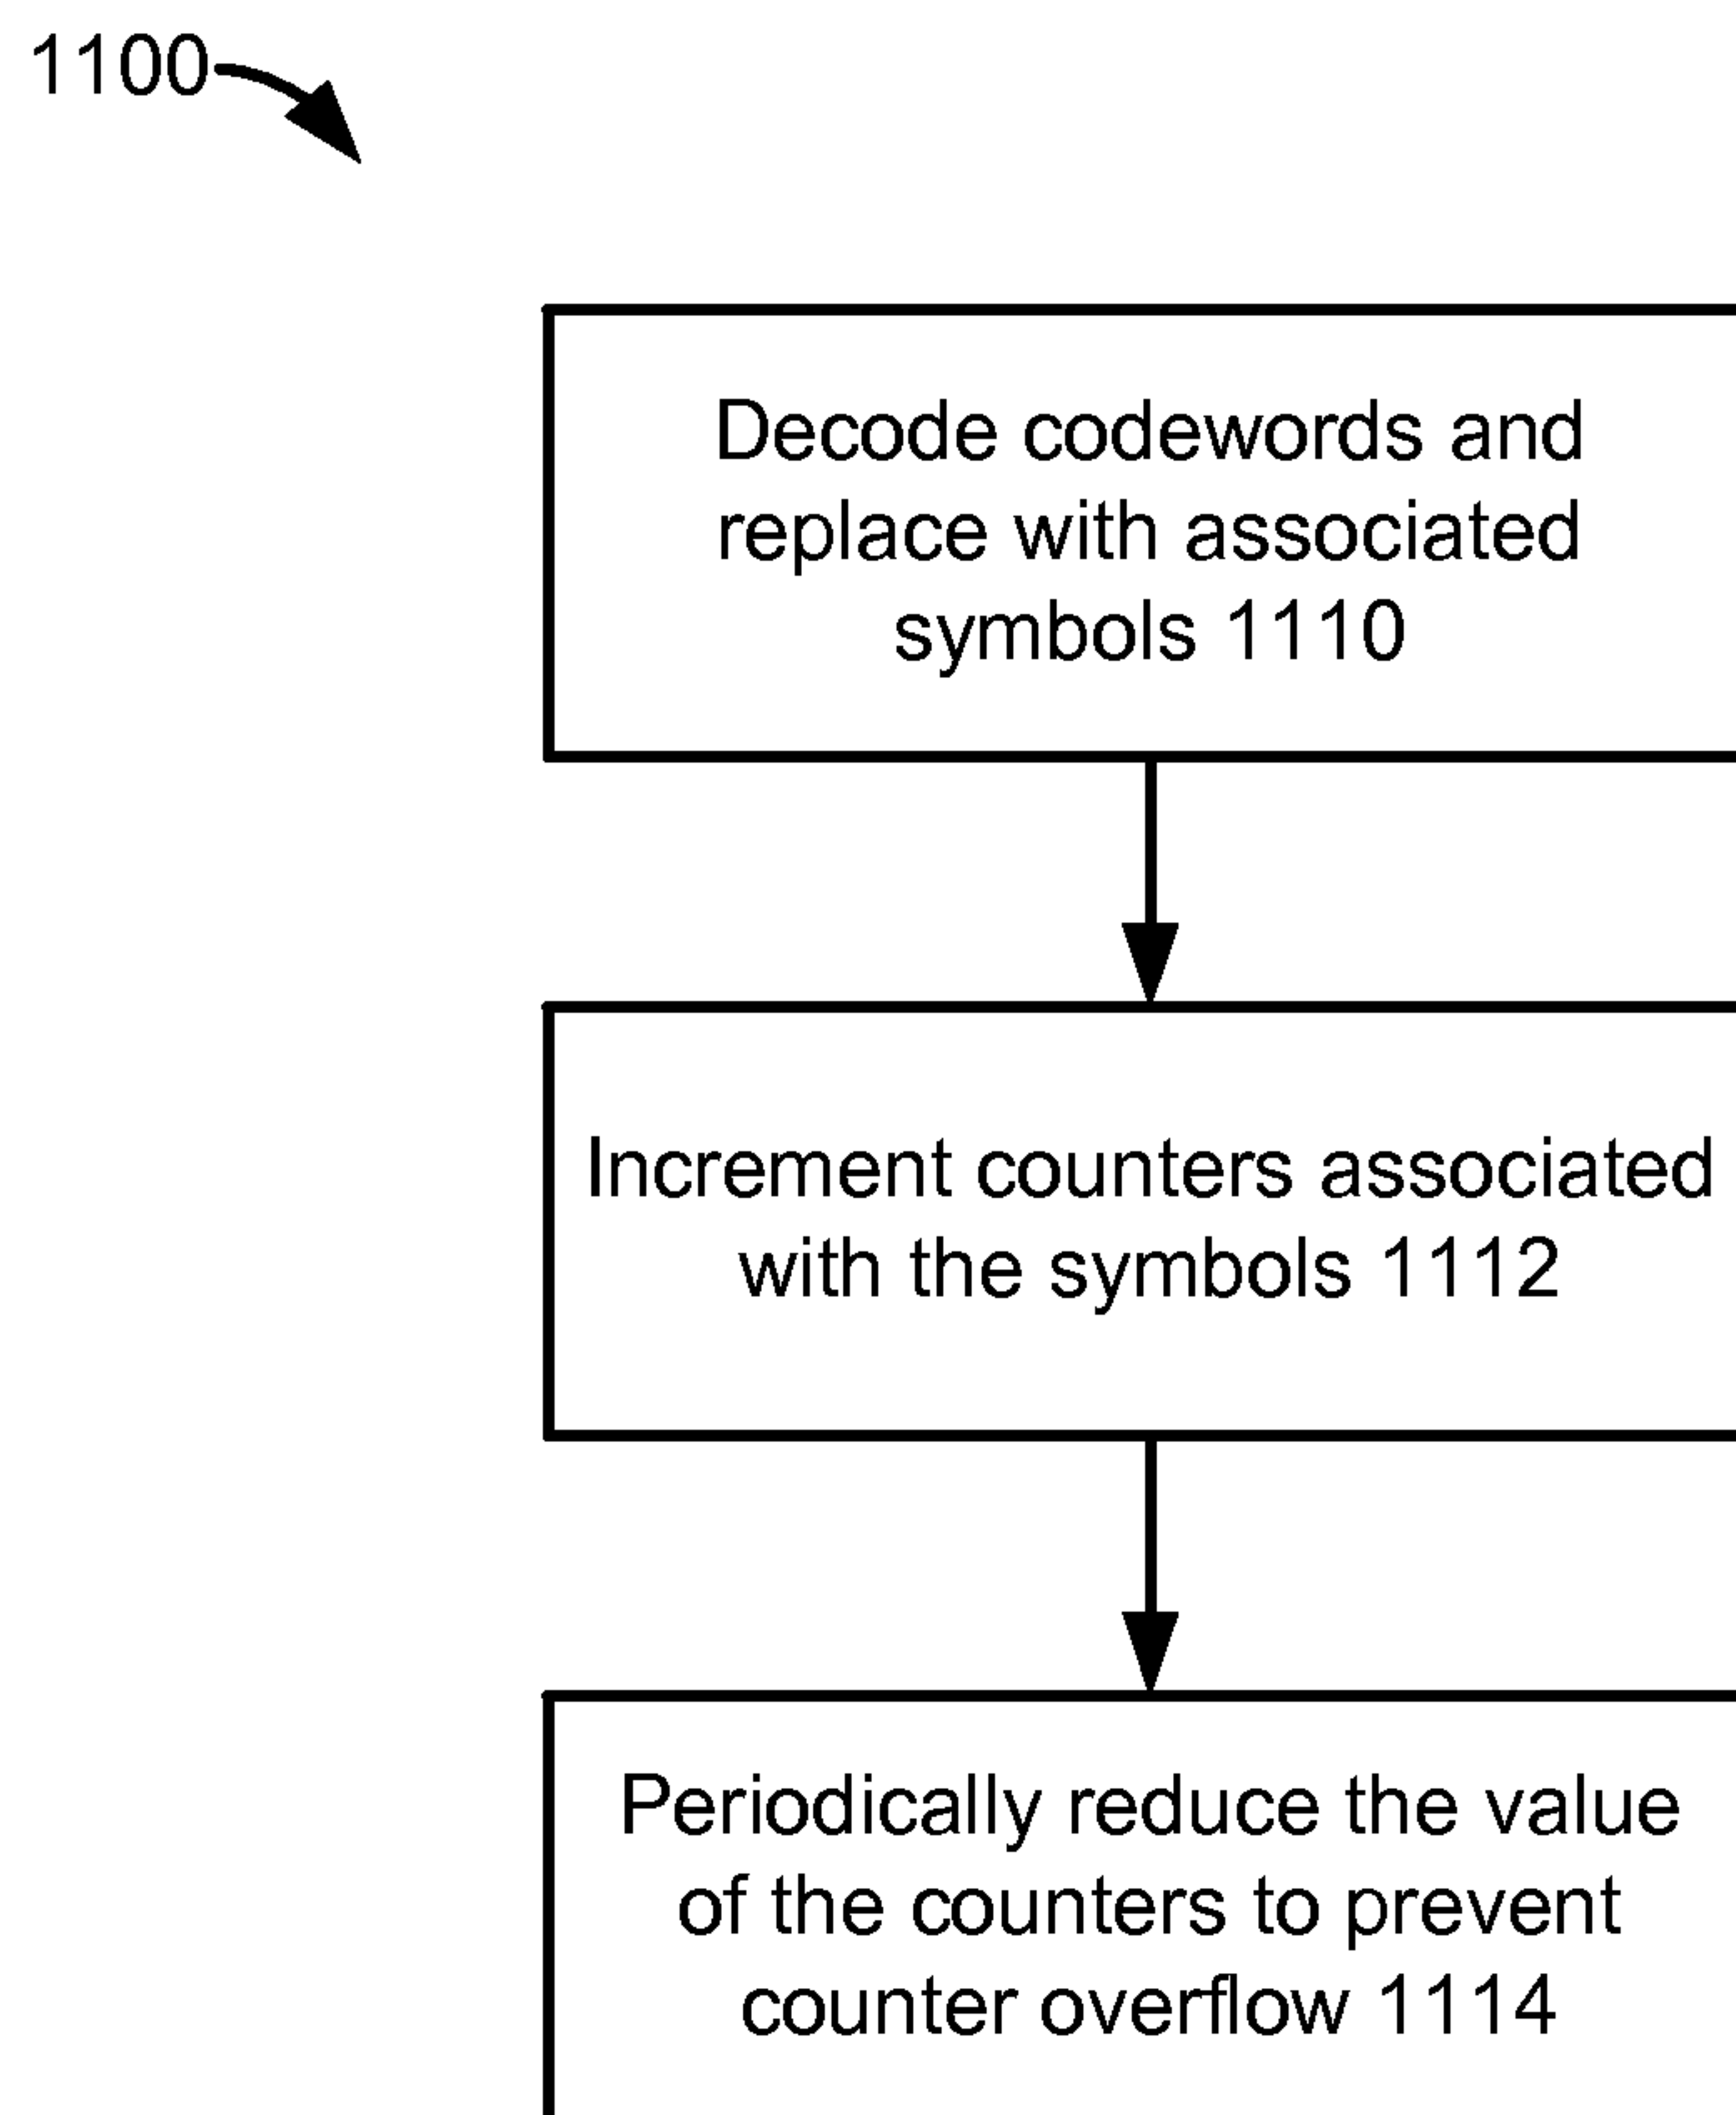 1100
Decode codewords and
replace with associated
symbols 1110
Increment counters associated
with the symbols 1112
Periodically reduce the value
of the counters to prevent
counter overflow 1114